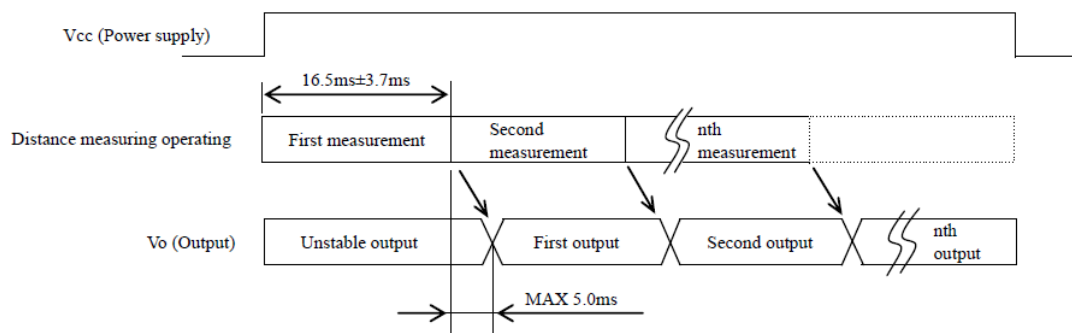 Vcc (Power supply)
16.5ms±3.7ms
Distance measuring operating
First measurement
Second
measurement
nth
measurement
Vo (Output)
Unstable output
First output
Second output
nth
output
MAX 5.0ms